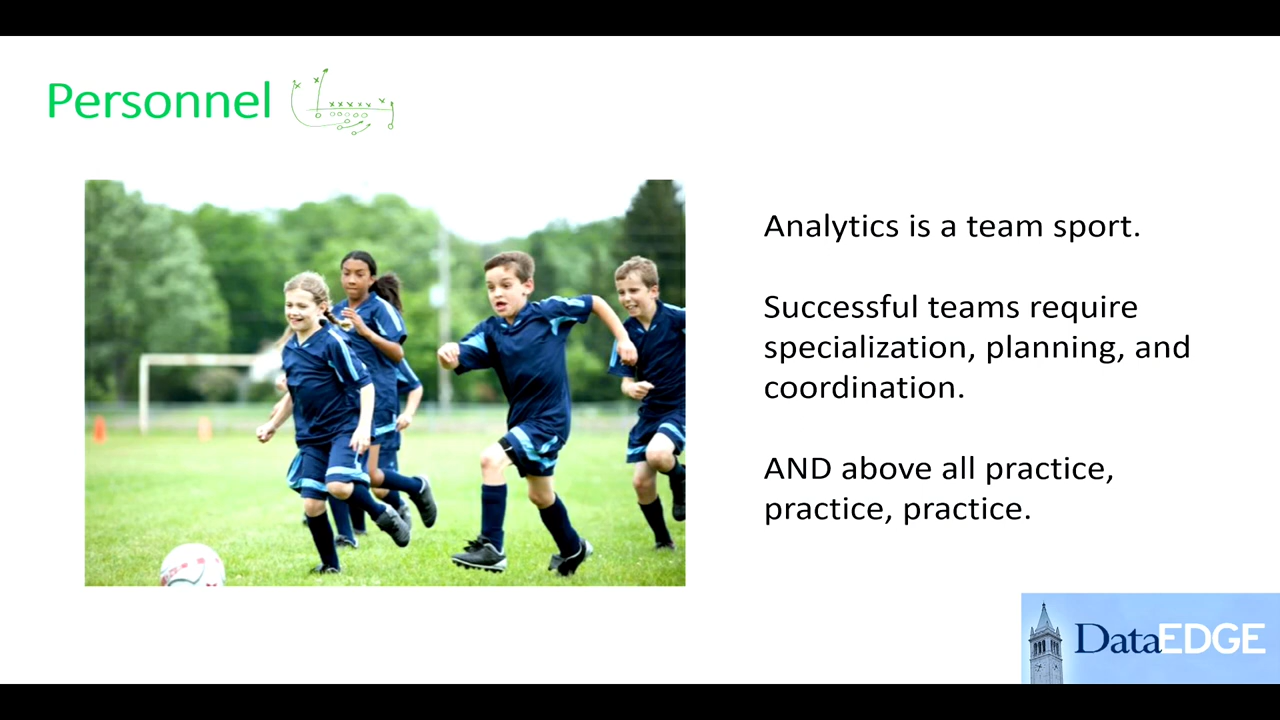 Personnel
Analytics is a team sport.
Successful teams require
specialization, planning, and
coordination.
AND above all practice,
practice, practice.
DataEDGE